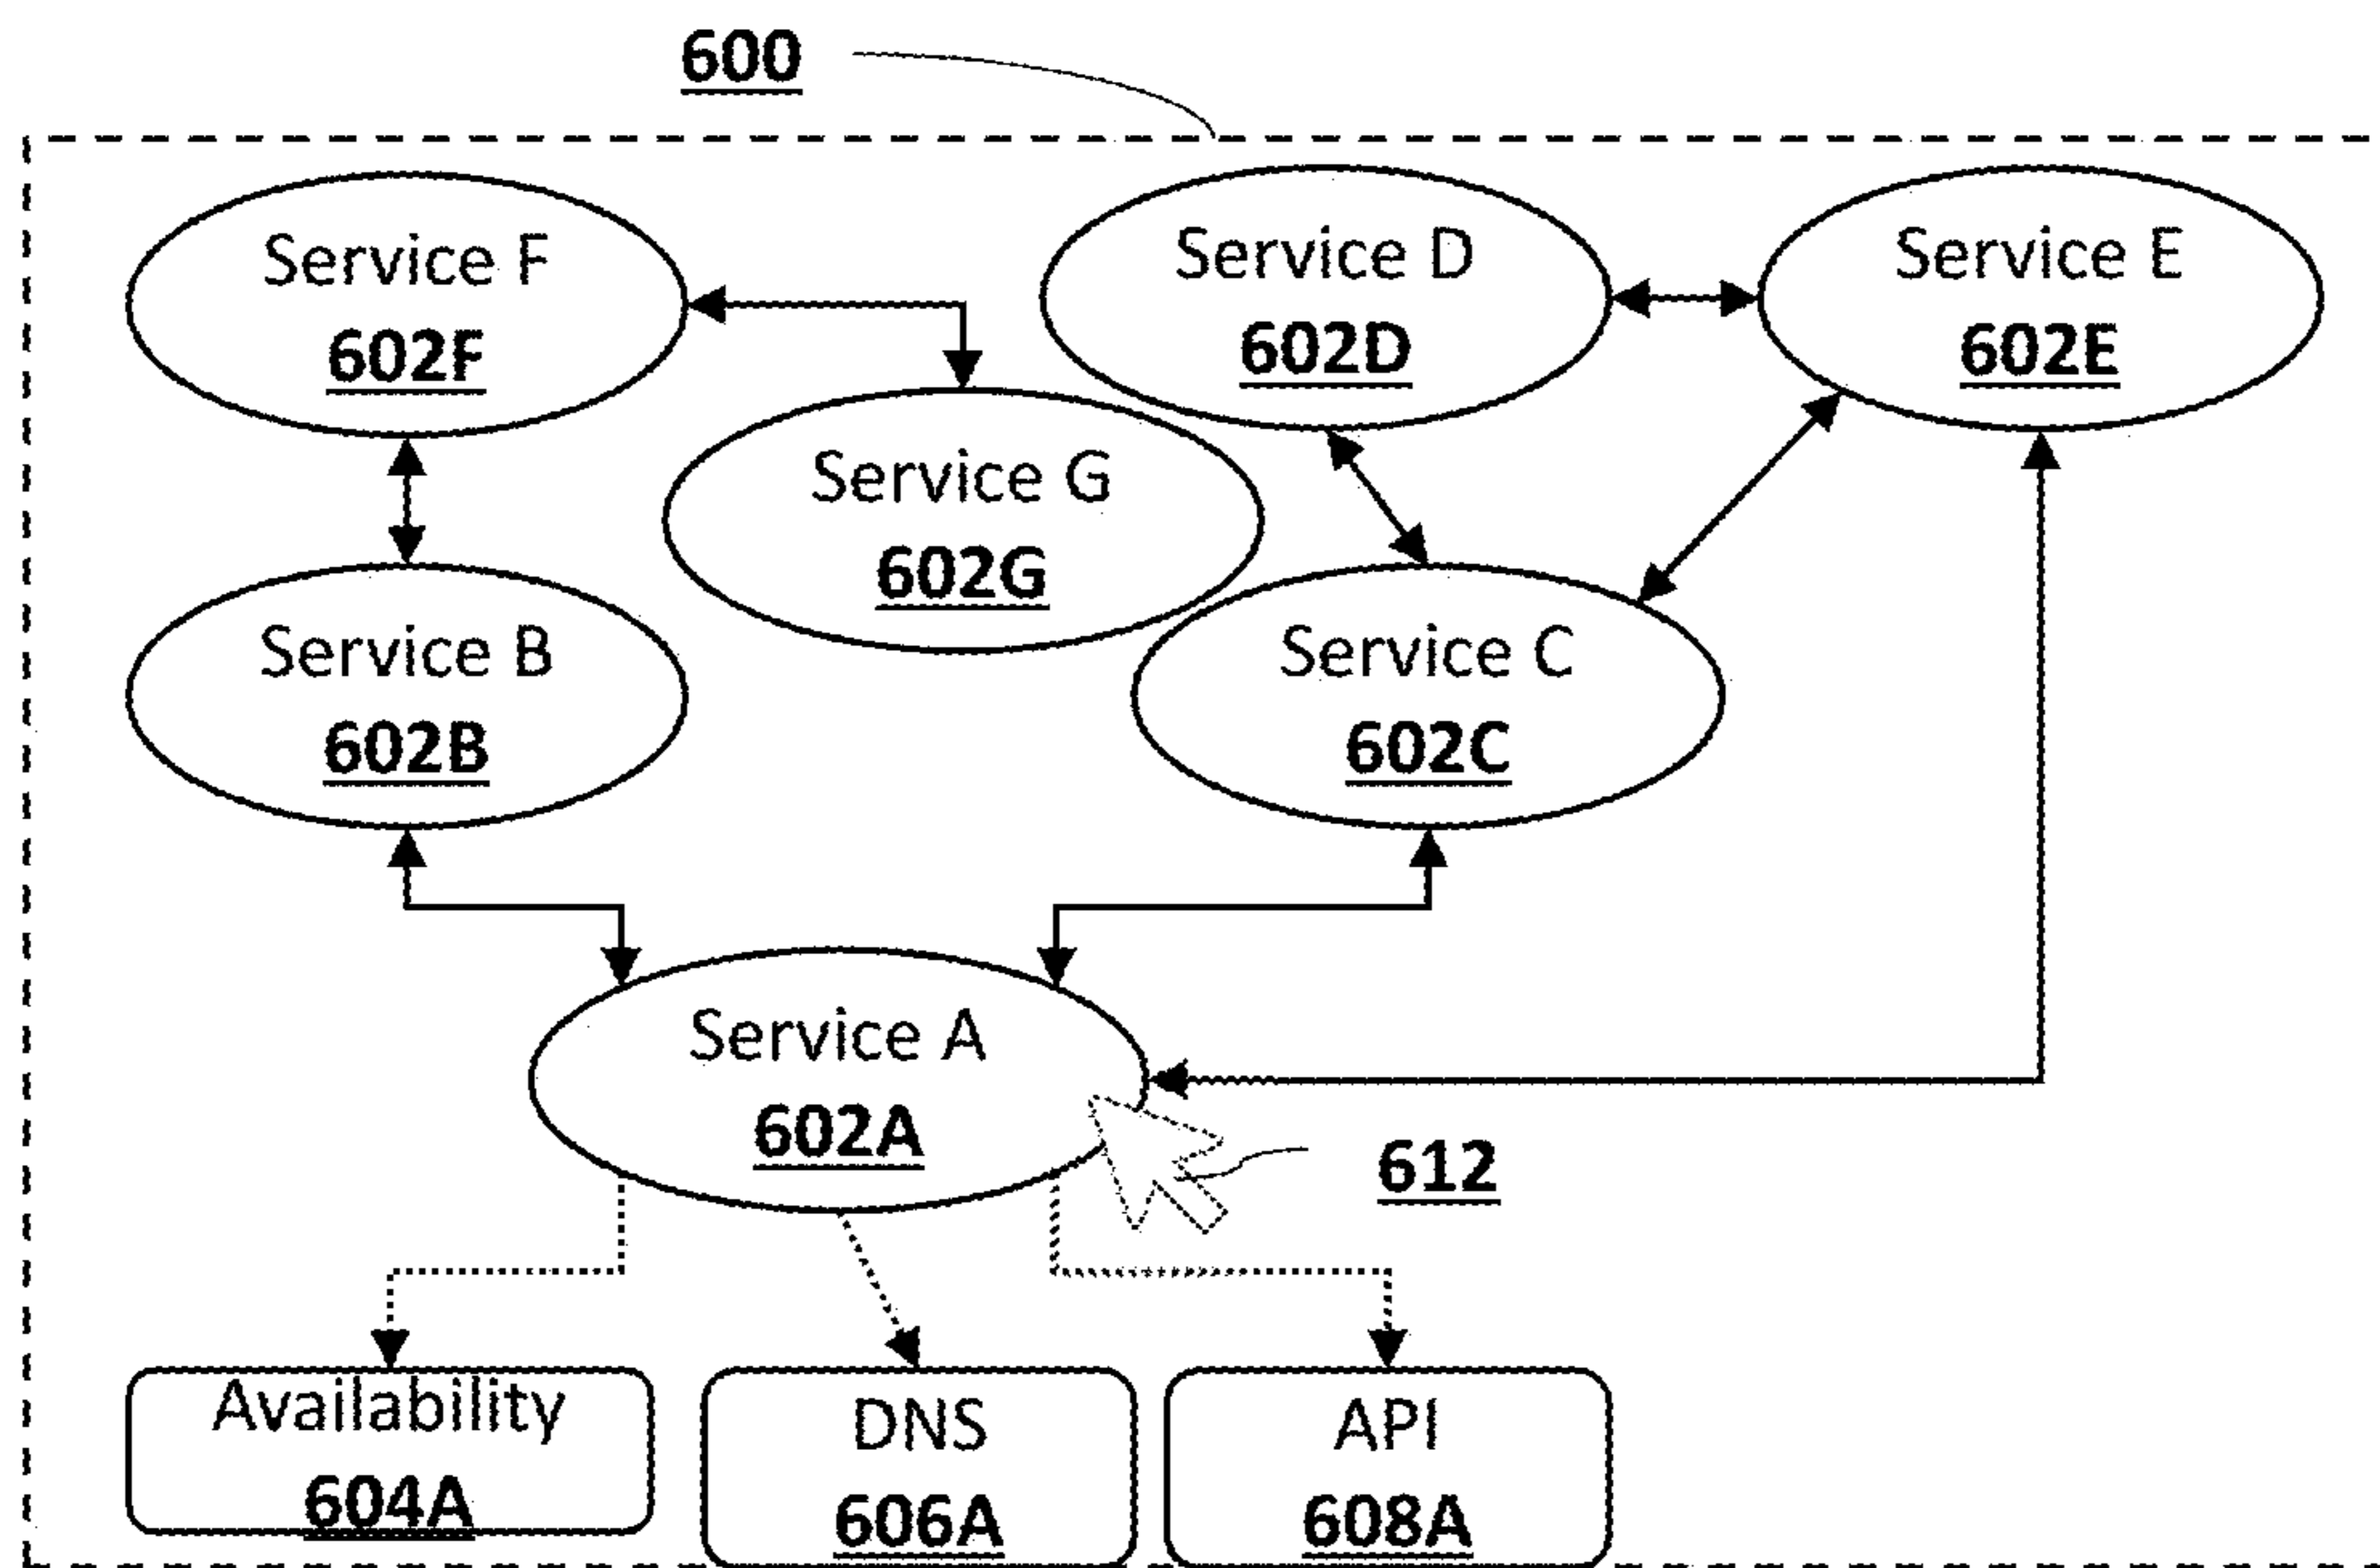 600
Service F
602F
Service D
602D
Service E
602E
Service G
602G
Service B
602B
Service C
602C
Service A
602A
612
Availability
604A
DNS
606A
API
608A